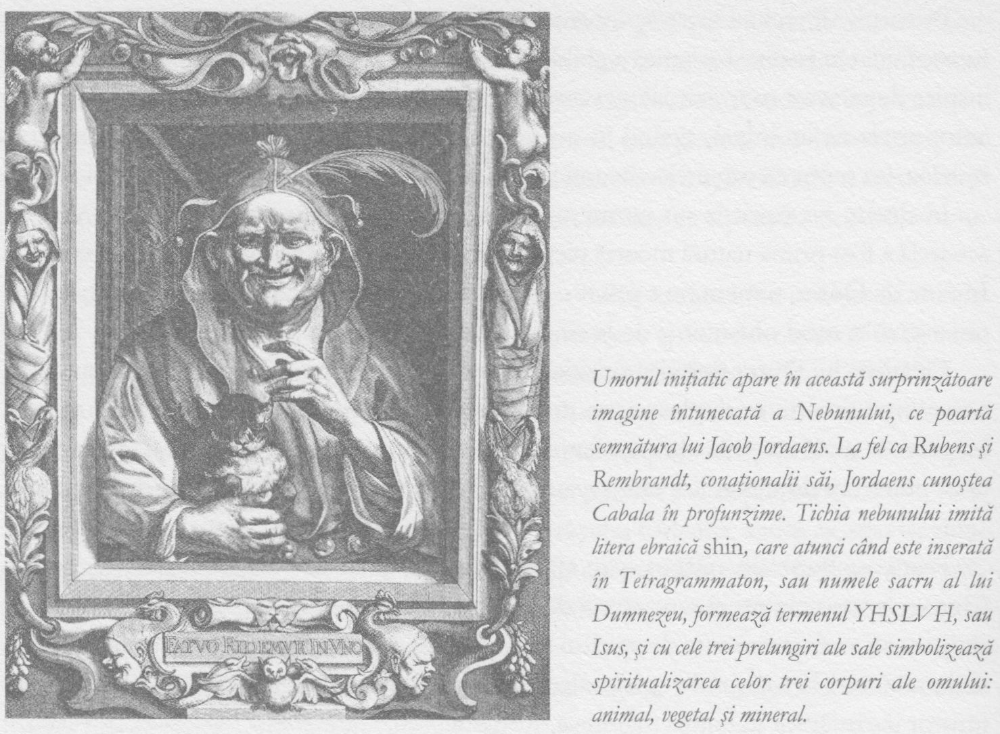 FATVO RIDEMVR IN VNO
Umorul inițiatic apare în această surprinzătoare
imagine întunecată a Nebunului, ce poartă
semnătura lui Jacob Jordaens. La fel ca Rubens și
Rembrandt, conaționalii săi, Jordaens cunoștea
Cabala în profunzime. Tichia nebunului imită
litera ebraică shin, care atunci când este inserată
în Tetragrammaton, sau numele sacru al lui
Dumnezeu, formează termenul YHSLVH, sau
Isus, și cu cele trei prelungiri ale sale simbolizează
spiritualizarea celor trei corpuri ale omului:
animal, vegetal și mineral.